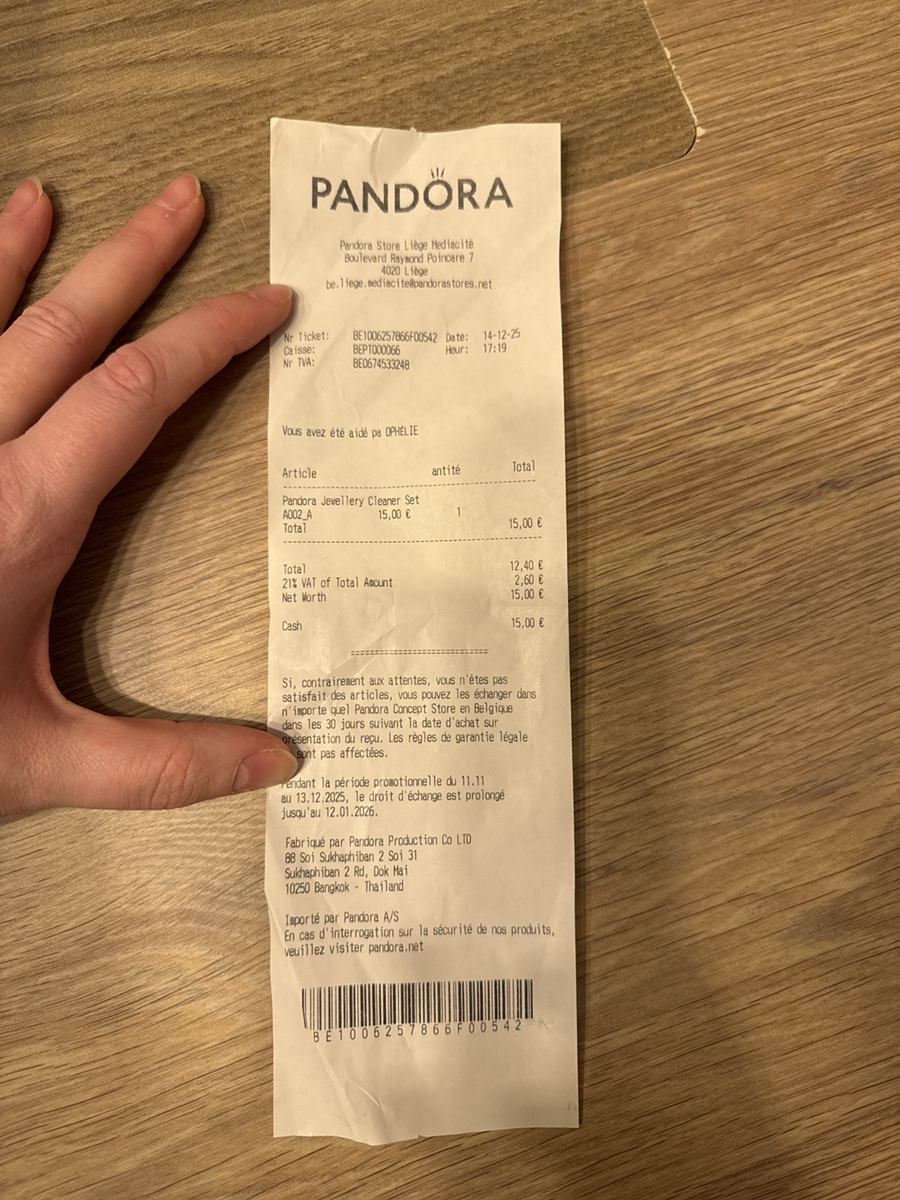 PANDORA
Pandora Store Liège Mediacité
Boulevard Raymond Poincare 7
4020 Liège
be.liege.mediacite@pandorastores.net
Nr Ticket: BE1006257866F00542 Date: 14-12-25
Caisse: BEPT000066 Heur: 17:19
Nr TVA: BE0674533248
Vous avez été aidé pa OPHÉLIE
Article antité Total
Pandora Jewellery Cleaner Set
A002_A 15,00 € 1
Total 15,00 €
Total 12,40 €
21% VAT of Total Amount 2,60 €
Net Worth 15,00 €
Cash 15,00 €
Si, contrairement aux attentes, vous n'êtes pas
satisfait des articles, vous pouvez les échanger dans
n'importe quel Pandora Concept Store en Belgique
dans les 30 jours suivant la date d'achat sur
présentation du reçu. Les règles de garantie légale
sont pas affectées.
Pendant la période promotionnelle du 11.11
au 13.12.2025, le droit d'échange est prolongé
jusqu'au 12.01.2026.
Fabriqué par Pandora Production Co LTD
88 Soi Sukhaphiban 2 Soi 31
Sukhaphiban 2 Rd, Dok Mai
10250 Bangkok - Thailand
Importé par Pandora A/S
En cas d'interrogation sur la sécurité de nos produits,
veuillez visiter pandora.net
BE1006257866F00542